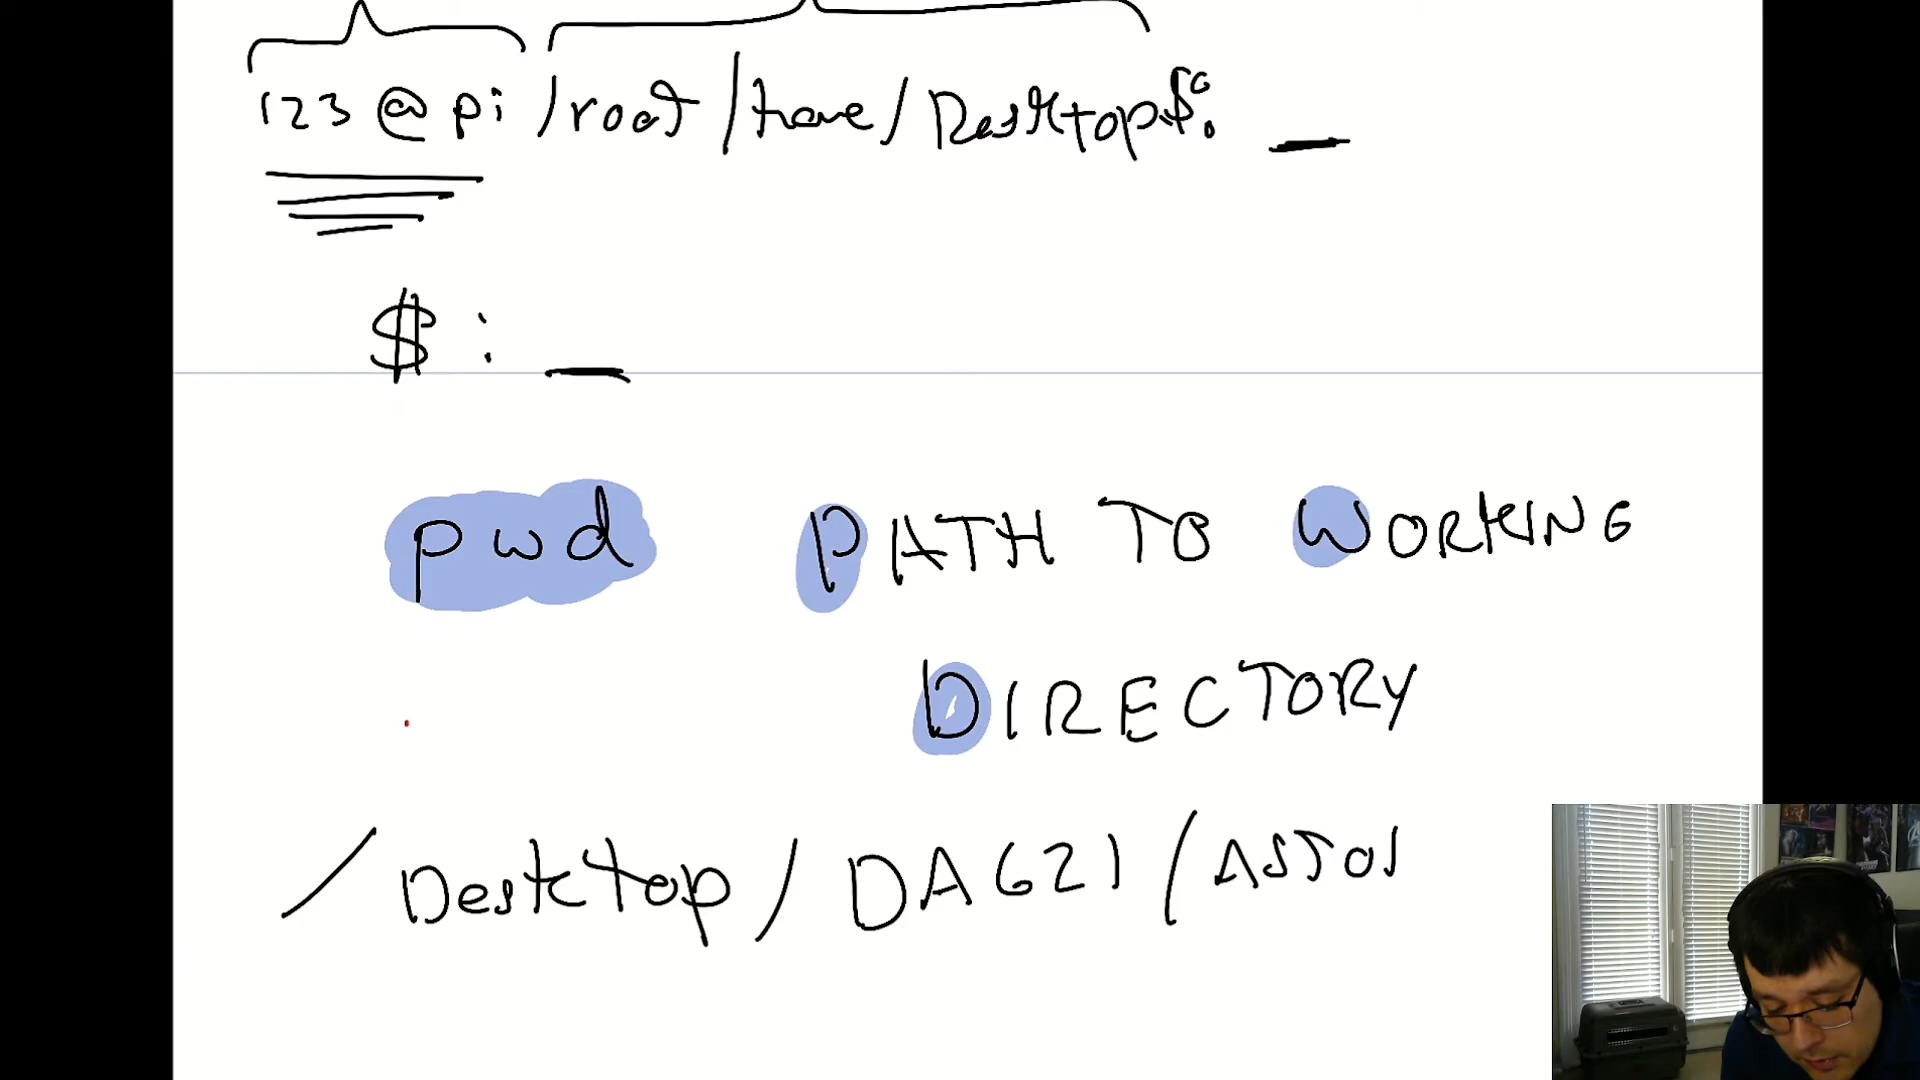 123 @ pi /root /home/ Desktop$: _
$ : _
pwd PATH TO WORKING
DIRECTORY
/ Desktop / DA621 /